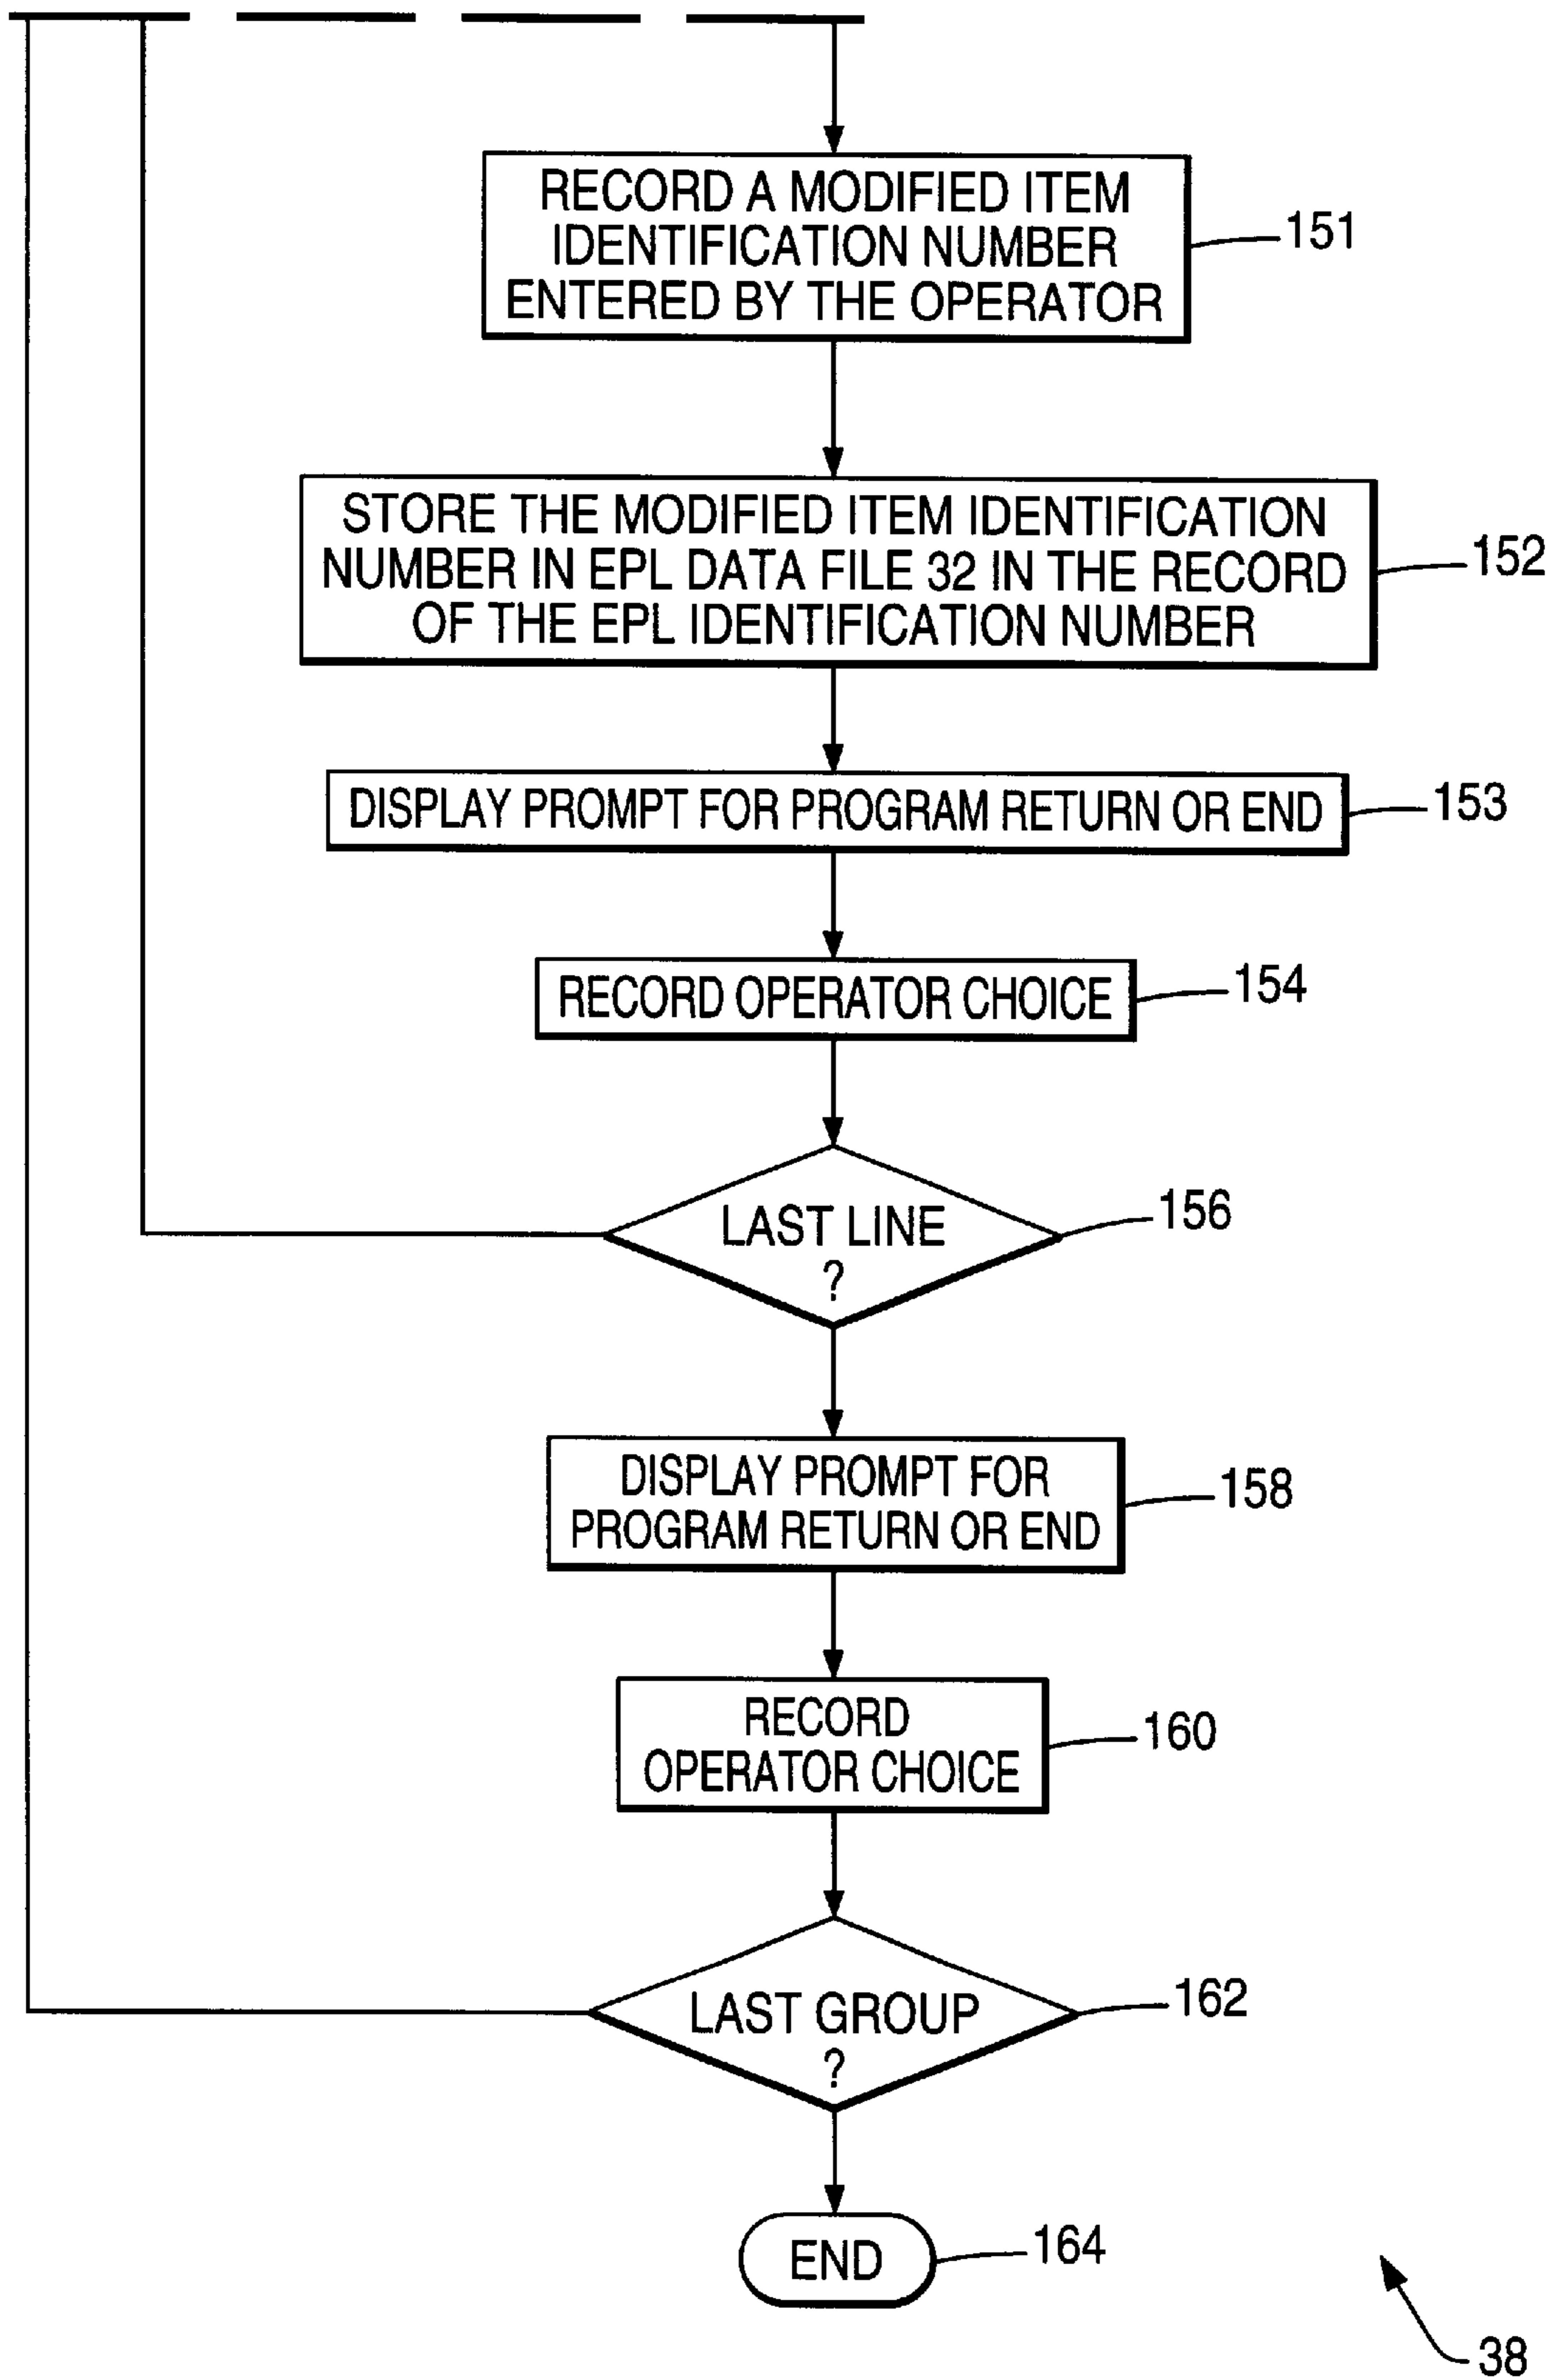 RECORD A MODIFIED ITEM
IDENTIFICATION NUMBER
ENTERED BY THE OPERATOR
151
STORE THE MODIFIED ITEM IDENTIFICATION
NUMBER IN EPL DATA FILE 32 IN THE RECORD
OF THE EPL IDENTIFICATION NUMBER
152
DISPLAY PROMPT FOR PROGRAM RETURN OR END
153
RECORD OPERATOR CHOICE
154
LAST LINE
?
156
DISPLAY PROMPT FOR
PROGRAM RETURN OR END
158
RECORD
OPERATOR CHOICE
160
LAST GROUP
?
162
END
164
38